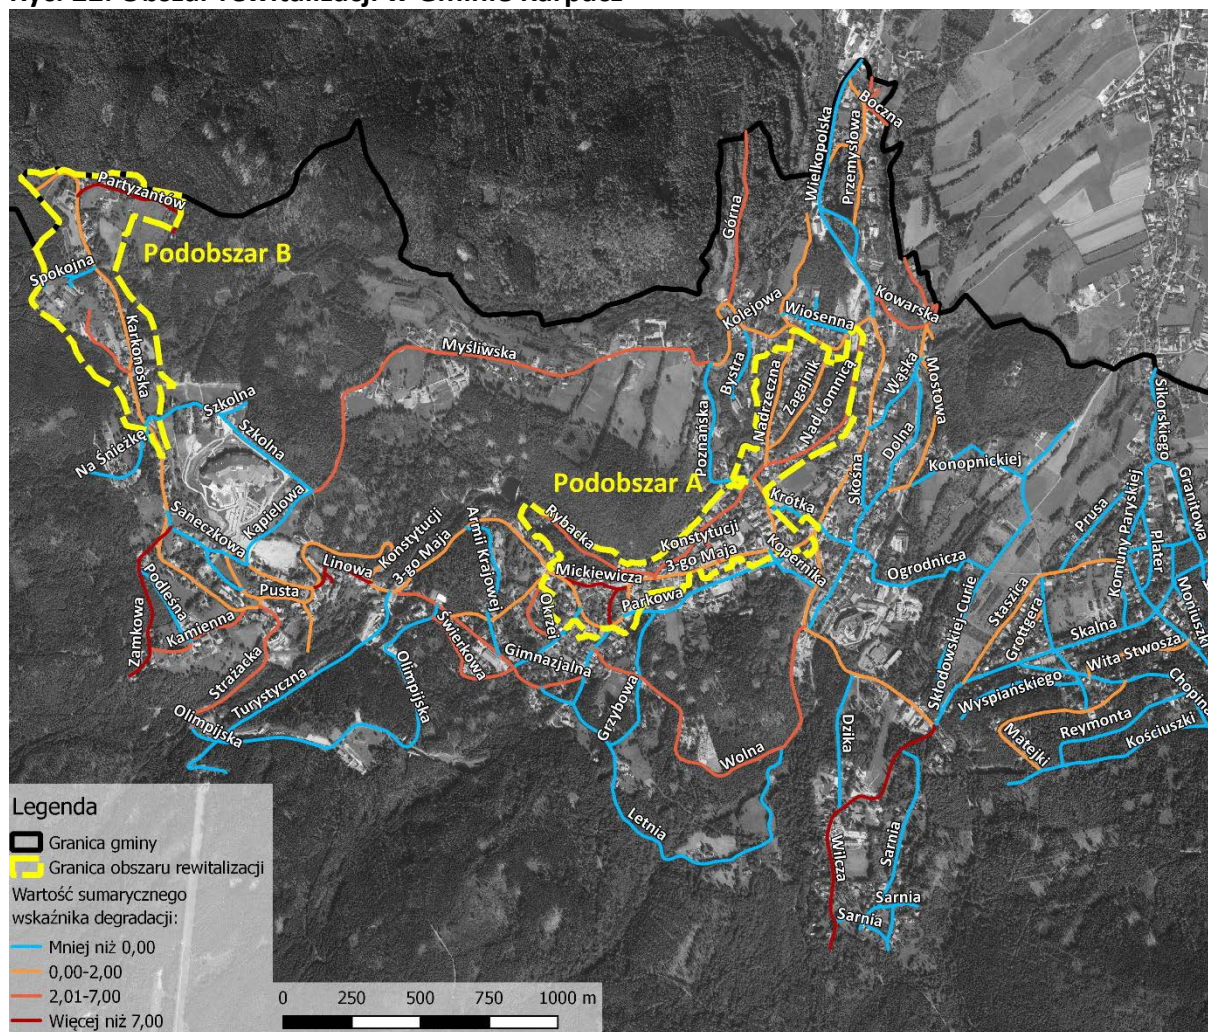 Ryc. 22. Obszar rewitalizacji w Gminie Karpacz
Boczna
Wielkopolska
Przemysłowa
Partyzantów
Górna
Podobszar B
Spokojna
Kowarska
Kolejowa
Wiosenna
Karkonoska
Myśliwska
Bystra
Zagajnik
Nadrzeczna
Nad Łomnicą
Wąska
Mostowa
Sikorskiego
Szkolna
Szkolna
Na Śnieżkę
Poznańska
Dolna
Konopnickiej
Skośna
Podobszar A
Krótka
Granitowa
Prusa
Komuny Paryskiej
Plater
Kąpielowa
Saneczkowa
Konstytucji
3-go Maja
Armii Krajowej
Rybacka
Konstytucji
3-go Maja
Kopernika
Linowa
Mickiewicza
Ogrodnicza
Podleśna
Pusta
Okrzei
Parkowa
Staszica
Grottgera
Moniuszki
Skłodowskiej-Curie
Skalna
Kamienna
Zamkowa
Świerkowa
Gimnazjalna
Wita Stwosza
Strażacka
Turystyczna
Olimpijska
Olimpijska
Grzybowa
Wyspiańskiego
Chopina
Reymonta
Kościuszki
Matejki
Dzika
Wolna
Letnia
Wilcza
Sarnia
Sarnia
Sarnia
Legenda
Granica gminy
Granica obszaru rewitalizacji
Wartość sumarycznego
wskaźnika degradacji:
Mniej niż 0,00
0,00-2,00
2,01-7,00
Więcej niż 7,00
0 250 500 750 1000 m